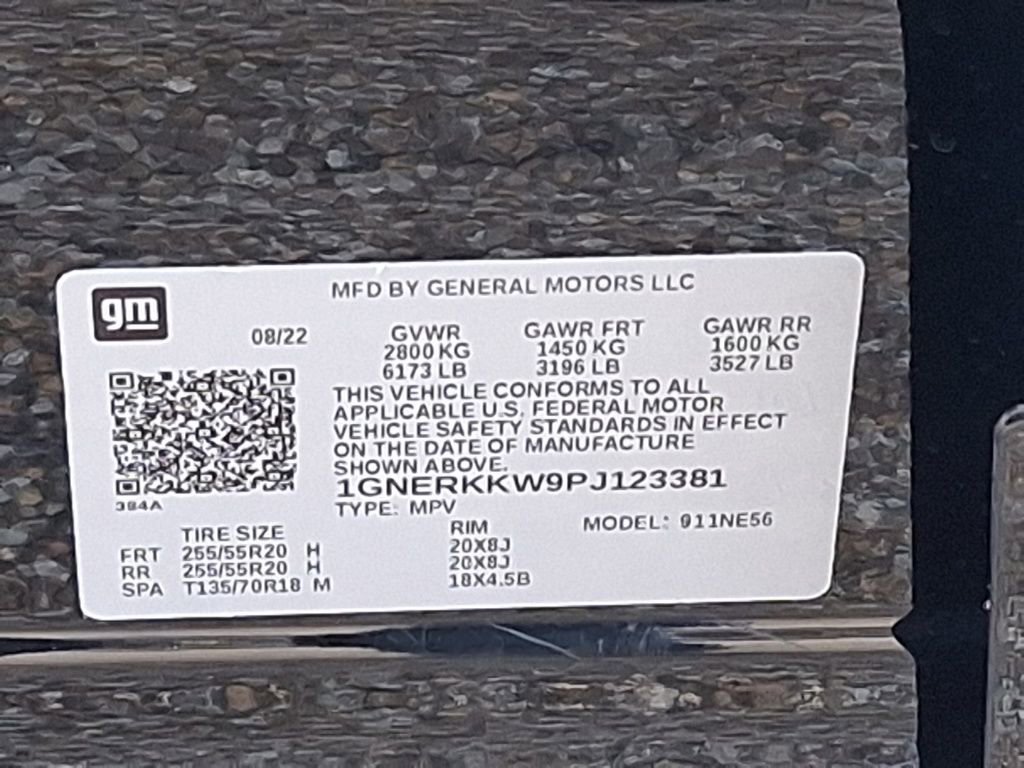 MFD BY GENERAL MOTORS LLC
gm
08/22 GVWR GAWR FRT GAWR RR
2800 KG 1450 KG 1600 KG
6173 LB 3196 LB 3527 LB
THIS VEHICLE CONFORMS TO ALL
APPLICABLE U.S. FEDERAL MOTOR
VEHICLE SAFETY STANDARDS IN EFFECT
ON THE DATE OF MANUFACTURE
SHOWN ABOVE.
1GNERKKW9PJ123381
384A
TYPE: MPV
TIRE SIZE RIM MODEL: 911NE56
FRT 255/55R20 H 20X8J
RR 255/55R20 H 20X8J
SPA T135/70R18 M 18X4.5B